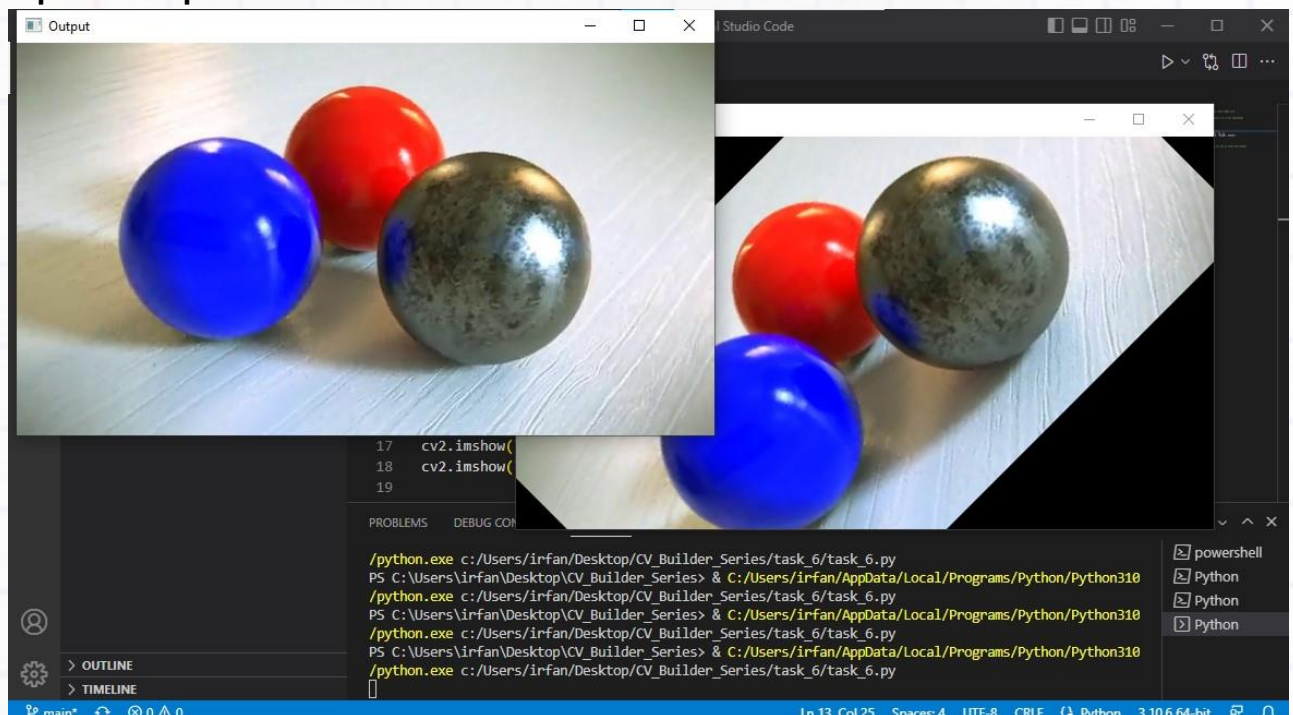 Output
l Studio Code
17 cv2.imshow(
18 cv2.imshow(
19
PROBLEMS DEBUG CON
/python.exe c:/Users/irfan/Desktop/CV_Builder_Series/task_6/task_6.py
PS C:\Users\irfan\Desktop\CV_Builder_Series> & C:/Users/irfan/AppData/Local/Programs/Python/Python310
/python.exe c:/Users/irfan/Desktop/CV_Builder_Series/task_6/task_6.py
PS C:\Users\irfan\Desktop\CV_Builder_Series> & C:/Users/irfan/AppData/Local/Programs/Python/Python310
/python.exe c:/Users/irfan/Desktop/CV_Builder_Series/task_6/task_6.py
PS C:\Users\irfan\Desktop\CV_Builder_Series> & C:/Users/irfan/AppData/Local/Programs/Python/Python310
/python.exe c:/Users/irfan/Desktop/CV_Builder_Series/task_6/task_6.py
powershell
Python
Python
Python
> OUTLINE
> TIMELINE
main* 0 0 Ln 13, Col 25 Spaces: 4 UTF-8 CRLF Python 3.10.6 64-bit